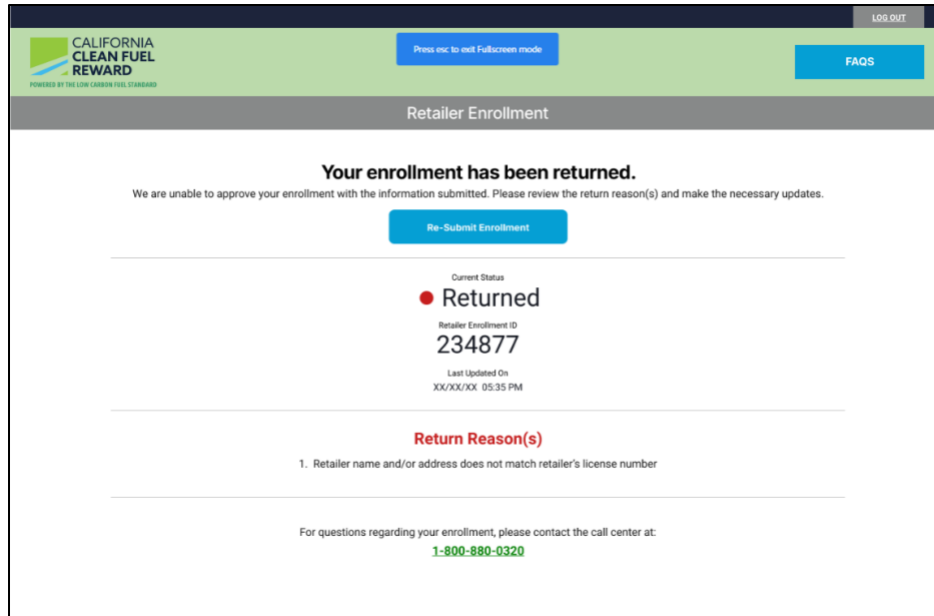 LOG OUT
CALIFORNIA
CLEAN FUEL
REWARD
POWERED BY THE LOW CARBON FUEL STANDARD
Press esc to exit Fullscreen mode
FAQS
Retailer Enrollment
Your enrollment has been returned.
We are unable to approve your enrollment with the information submitted. Please review the return reason(s) and make the necessary updates.
Re-Submit Enrollment
Current Status
Returned
Retailer Enrollment ID
234877
Last Updated On
XX/XX/XX 05:35 PM
Return Reason(s)
1. Retailer name and/or address does not match retailer's license number
For questions regarding your enrollment, please contact the call center at:
1-800-880-0320